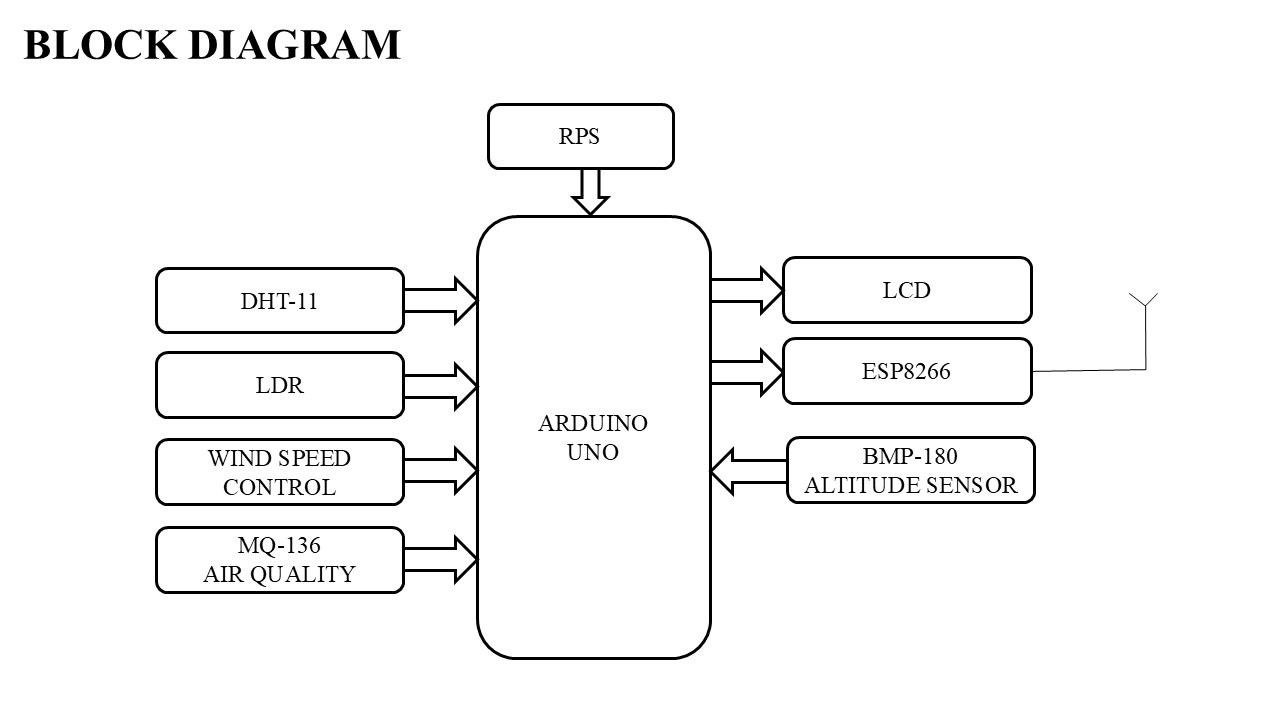 BLOCK DIAGRAM
RPS
DHT-11
LDR
WIND SPEED
CONTROL
MQ-136
AIR QUALITY
ARDUINO
UNO
LCD
ESP8266
BMP-180
ALTITUDE SENSOR